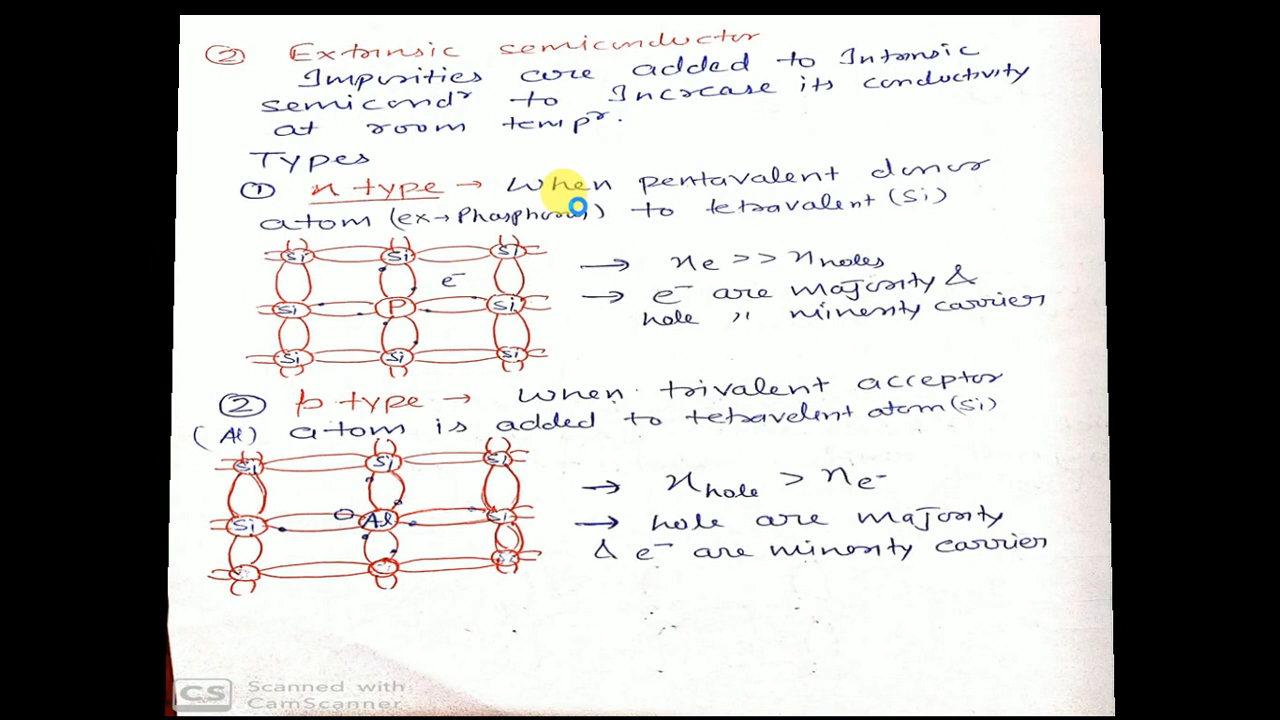 ② Extrinsic semiconductor
Impurities are added to Intrinsic
semicondr to Increase its conductivity
at room tempr.
Types
① n type → When pentavalent donor
atom (ex→ Phosphorus) to tetravalent (Si)
Si Si Si
e-
Si P Si
Si Si Si
→ ne >> nholes
→ e- are majority &
hole " minority carrier
② p type → When trivalent acceptor
(Al) atom is added to tetravelent atom (Si)
Si Si Si
Si Al Si
→ nhole > ne-
→ hole are majority
& e- are minority carrier
CS Scanned with
CamScanner